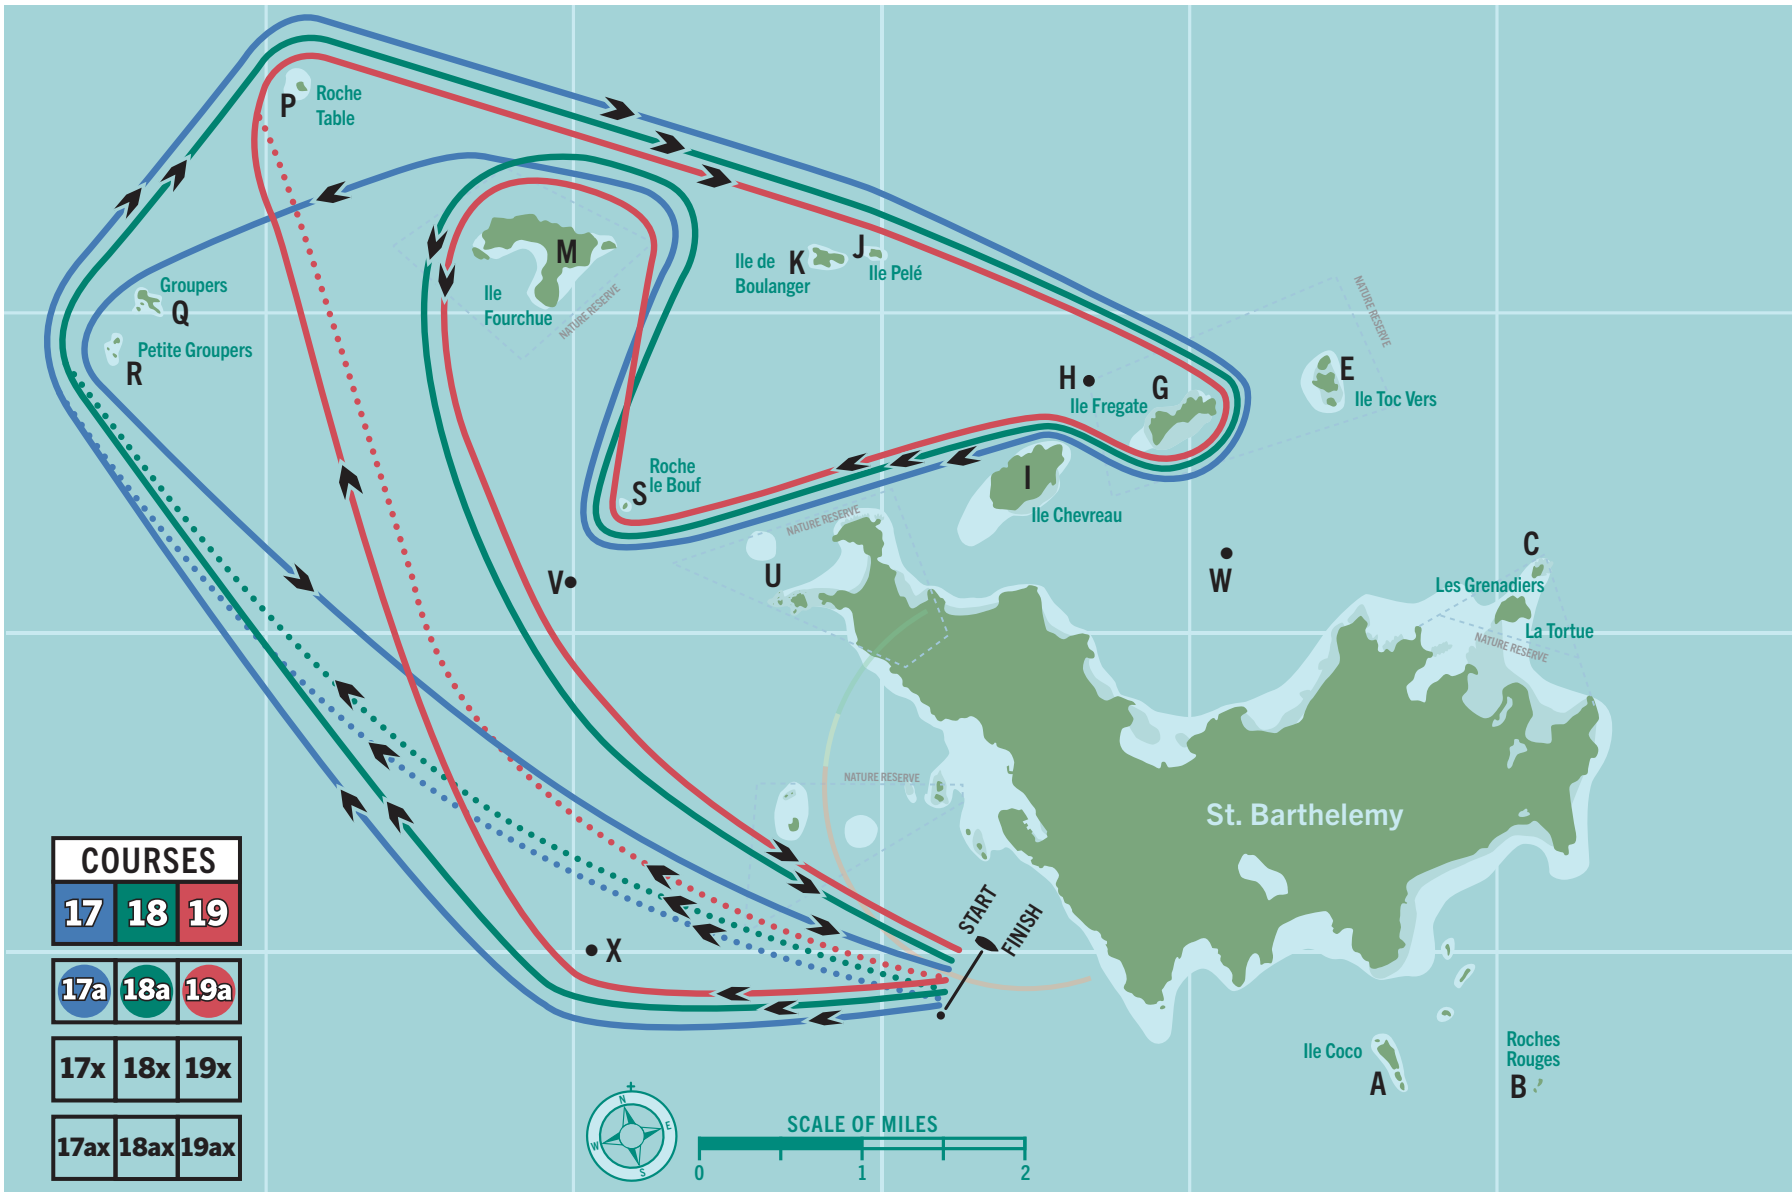 P
Roche
Table
M
Ile
Fourchue
NATURE RESERVE
Ile de
Boulanger
K
J
Ile Pelé
Groupers
Q
Petite Groupers
R
NATURE RESERVE
H
Ile Fregate
G
E
Ile Toc Vers
Roche
le Bouf
S
I
Ile Chevreau
NATURE RESERVE
U
V
W
C
Les Grenadiers
La Tortue
NATURE RESERVE
NATURE RESERVE
St. Barthelemy
START
FINISH
X
COURSES
17 18 19
17a 18a 19a
17x 18x 19x
17ax 18ax 19ax
N
E
S
W
SCALE OF MILES
0 1 2
Ile Coco
A
Roches
Rouges
B